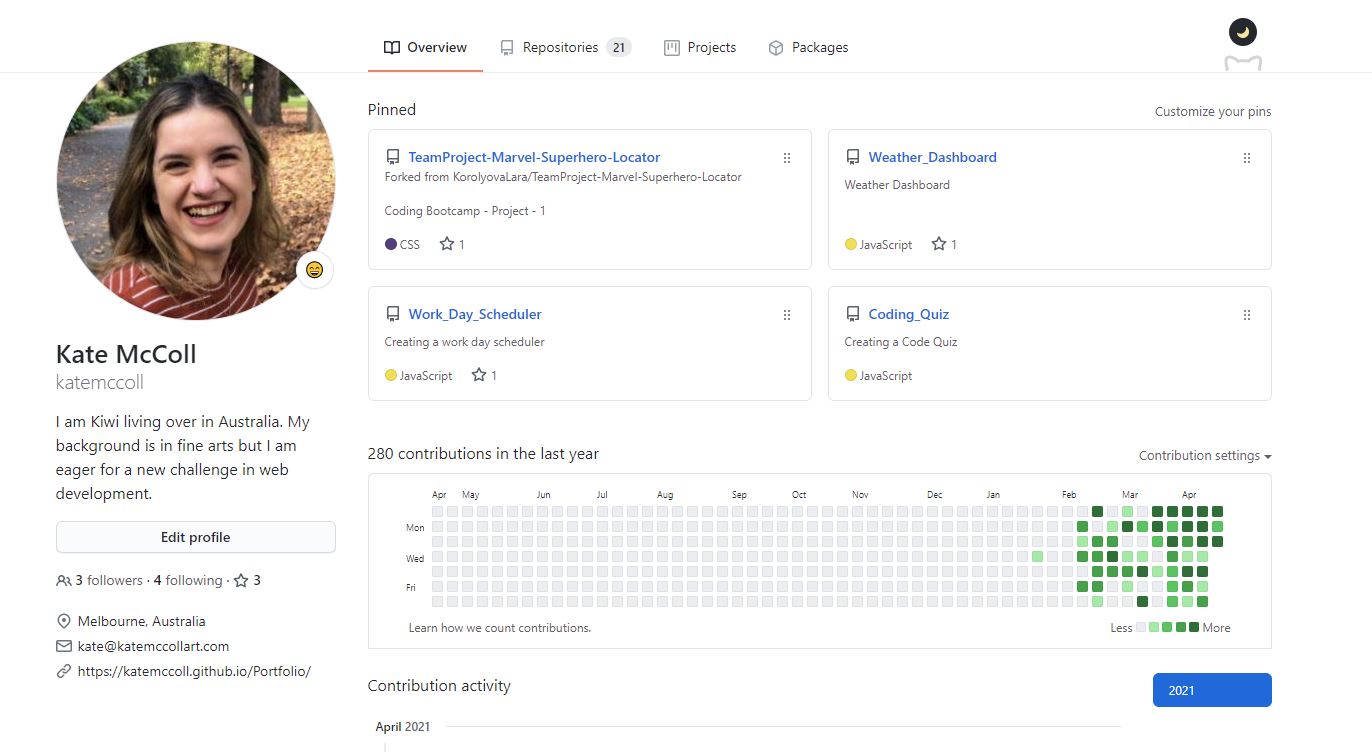 Overview
Repositories 21
Projects
Packages
Kate McColl
katemccoll
I am Kiwi living over in Australia. My
background is in fine arts but I am
eager for a new challenge in web
development.
Edit profile
3 followers · 4 following · 3
Melbourne, Australia
kate@katemccollart.com
https://katemccoll.github.io/Portfolio/
Pinned
Customize your pins
TeamProject-Marvel-Superhero-Locator
Forked from KorolyovaLara/TeamProject-Marvel-Superhero-Locator
Coding Bootcamp - Project - 1
CSS 1
Weather_Dashboard
Weather Dashboard
JavaScript 1
Work_Day_Scheduler
Creating a work day scheduler
JavaScript 1
Coding_Quiz
Creating a Code Quiz
JavaScript
280 contributions in the last year
Contribution settings
Apr May Jun Jul Aug Sep Oct Nov Dec Jan Feb Mar Apr
Mon
Wed
Fri
Learn how we count contributions.
Less More
Contribution activity
2021
April 2021